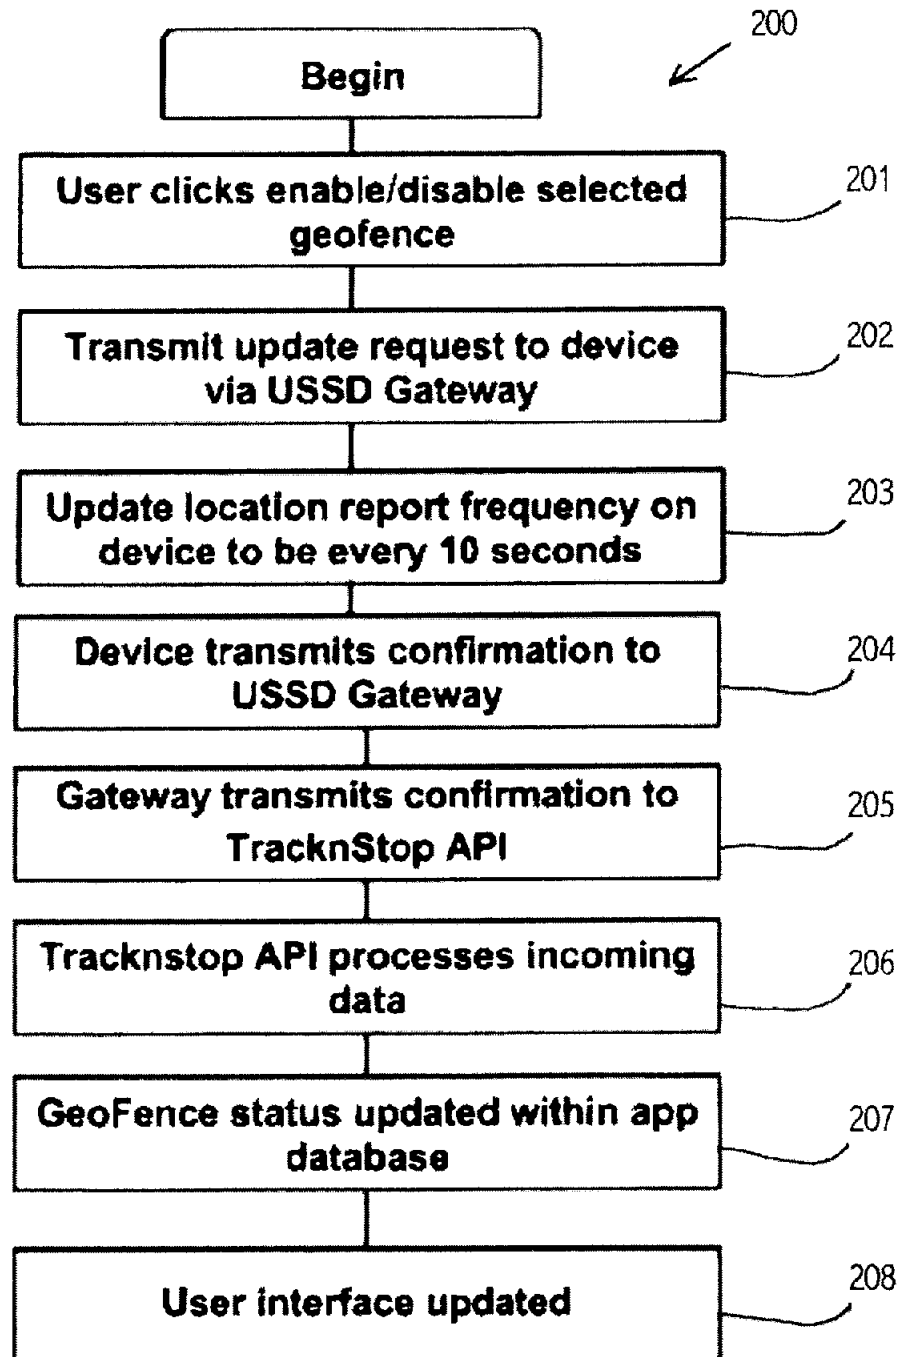 200
Begin
User clicks enable/disable selected
geofence
201
Transmit update request to device
via USSD Gateway
202
Update location report frequency on
device to be every 10 seconds
203
Device transmits confirmation to
USSD Gateway
204
Gateway transmits confirmation to
TracknStop API
205
Tracknstop API processes incoming
data
206
GeoFence status updated within app
database
207
User interface updated
208